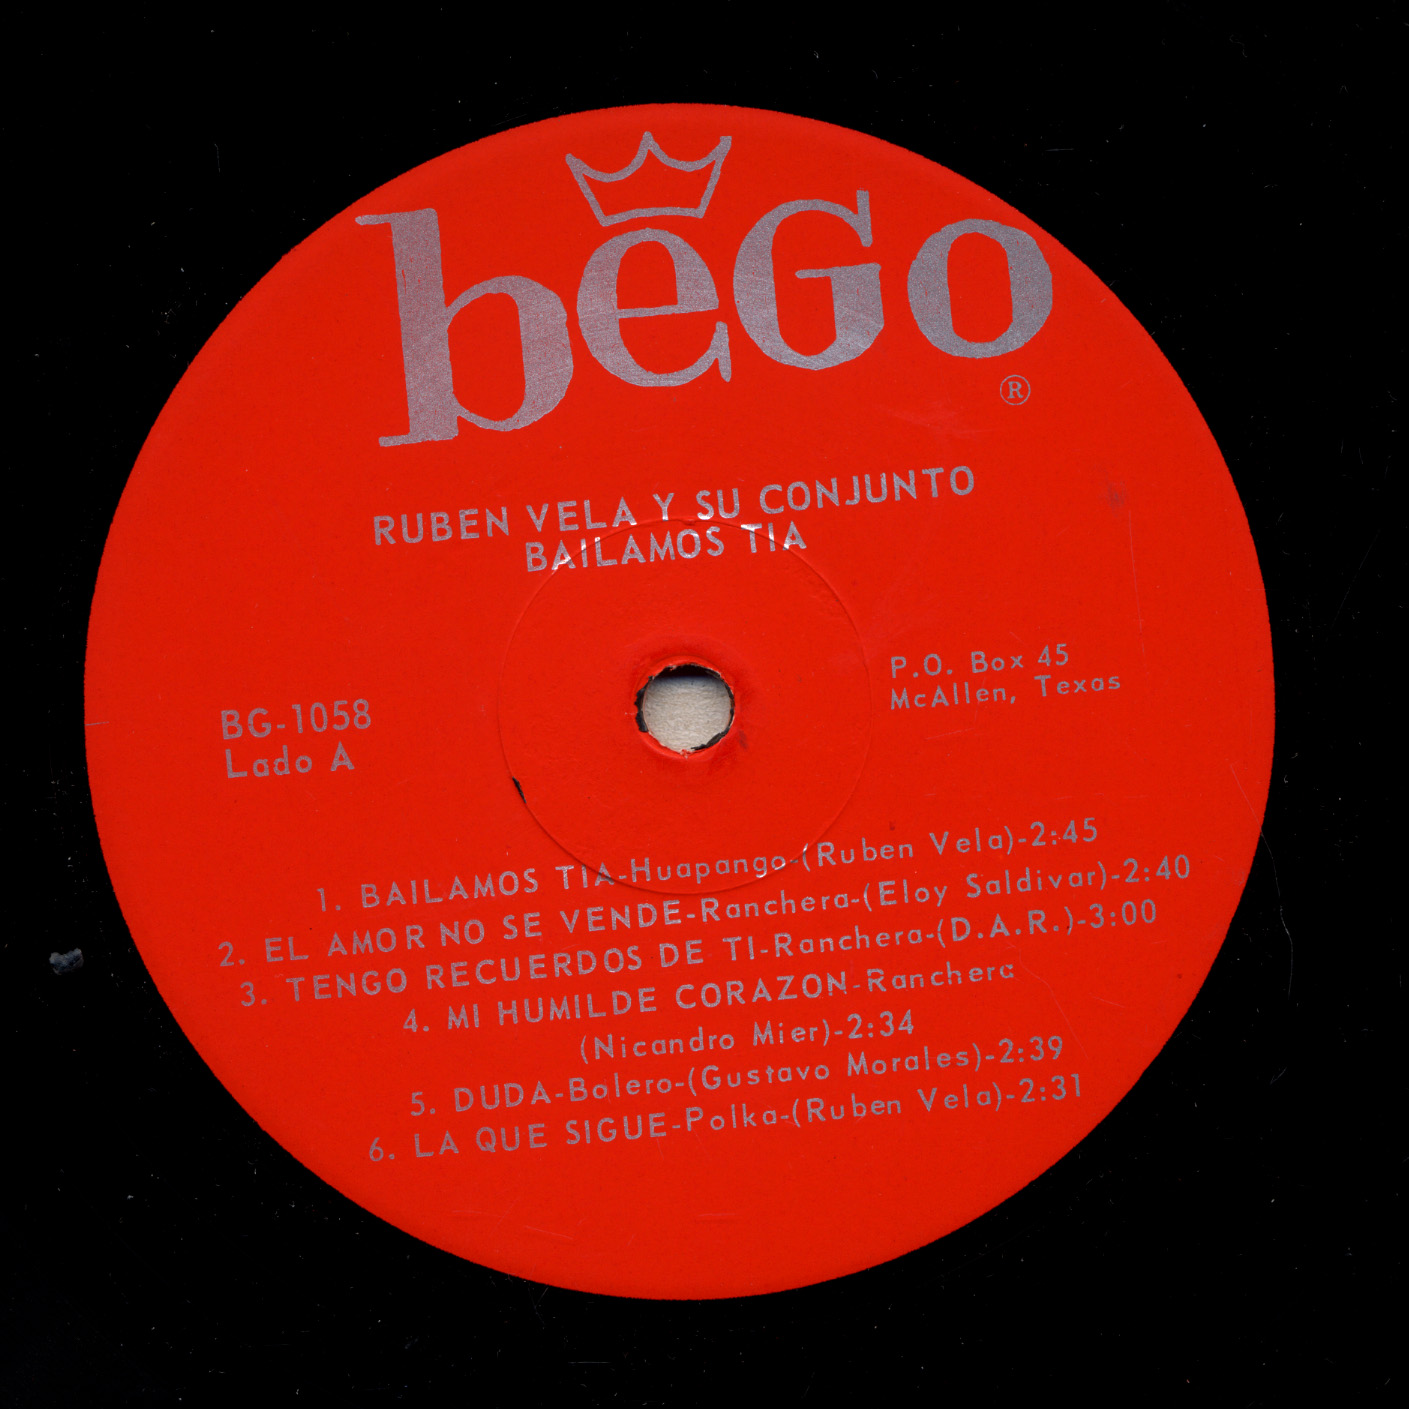 beGo
®
RUBEN VELA Y SU CONJUNTO
BAILAMOS TIA
P.O. Box 45
McAllen, Texas
BG-1058
Lado A
1. BAILAMOS TIA-Huapango-(Ruben Vela)-2:45
2. EL AMOR NO SE VENDE-Ranchera-(Eloy Saldivar)-2:40
3. TENGO RECUERDOS DE TI-Ranchera-(D.A.R.)-3:00
4. MI HUMILDE CORAZON-Ranchera
(Nicandro Mier)-2:34
5. DUDA-Bolero-(Gustavo Morales)-2:39
6. LA QUE SIGUE-Polka-(Ruben Vela)-2:31